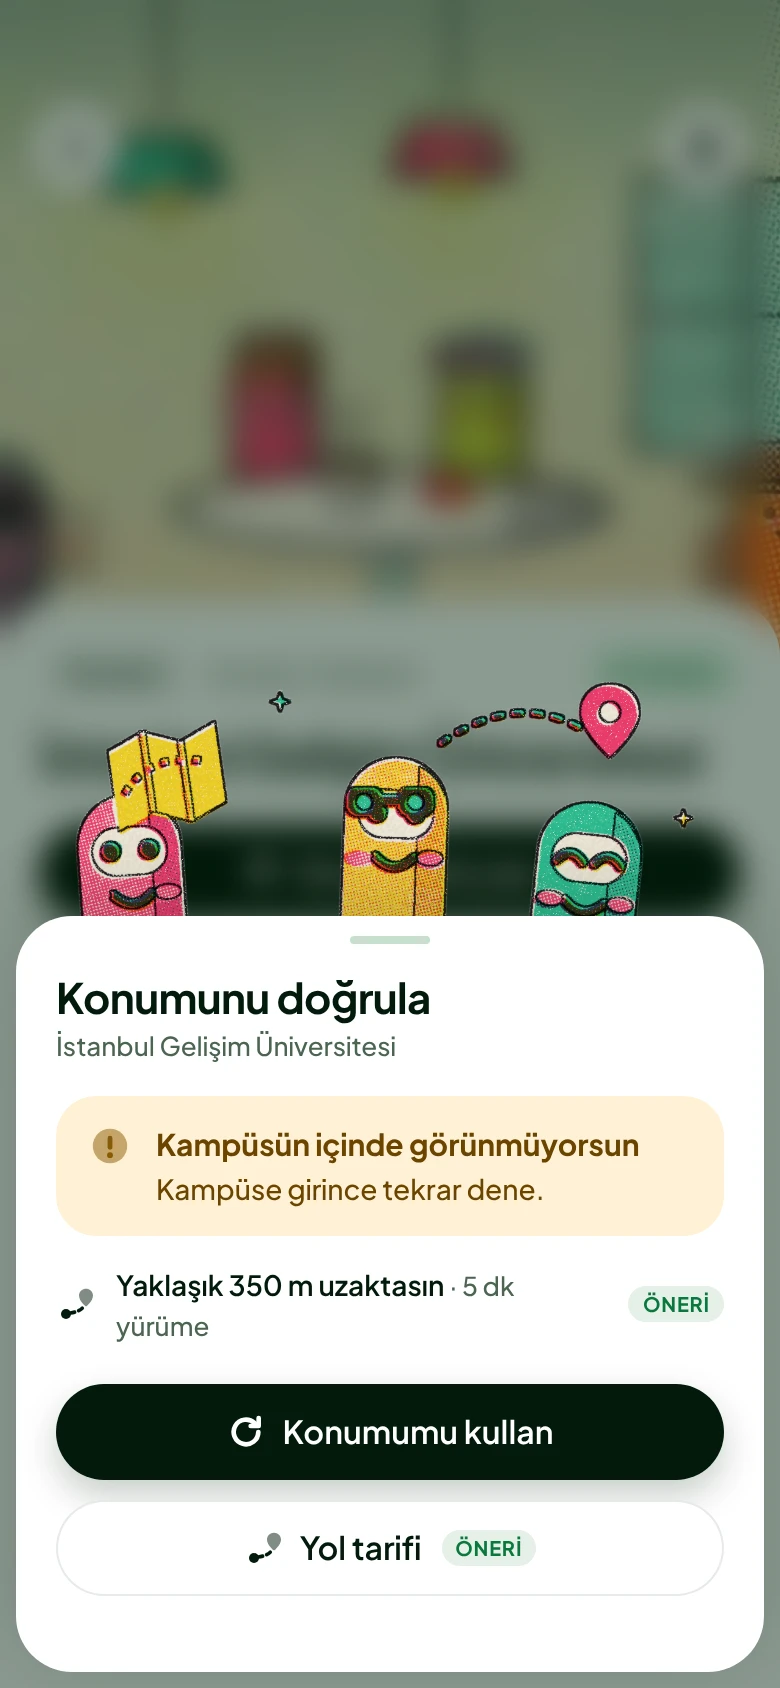 Konumunu doğrula
İstanbul Gelişim Üniversitesi
Kampüsün içinde görünmüyorsun
Kampüse girince tekrar dene.
Yaklaşık 350 m uzaktasın · 5 dk
yürüme
ÖNERİ
Konumumu kullan
Yol tarifi ÖNERİ